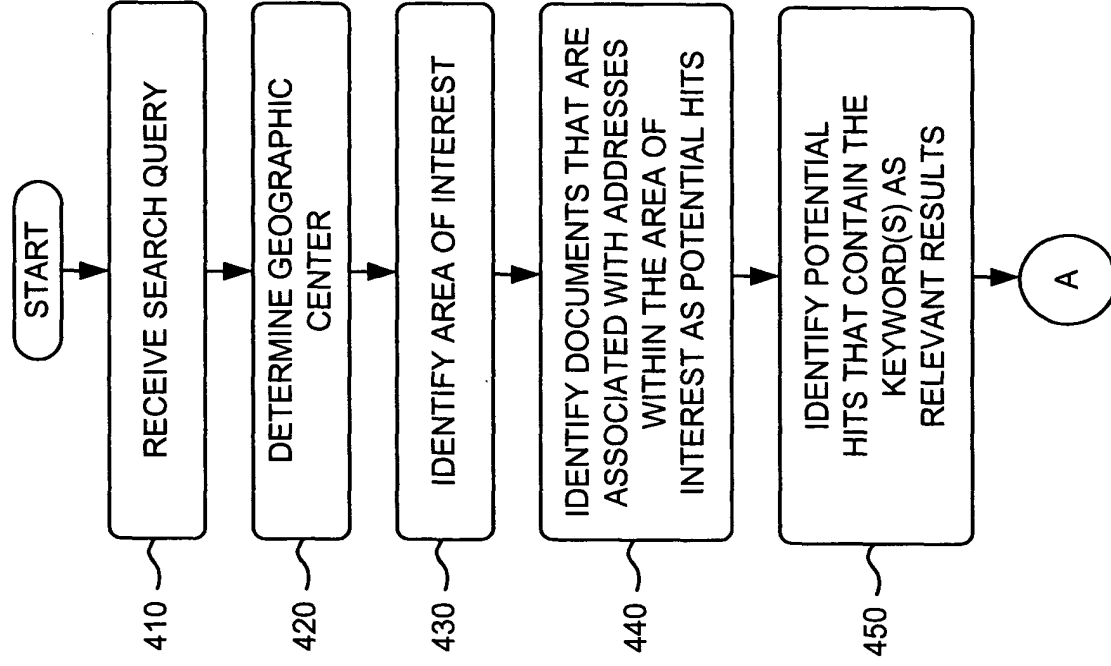 START
410
RECEIVE SEARCH QUERY
420
DETERMINE GEOGRAPHIC
CENTER
430
IDENTIFY AREA OF INTEREST
440
IDENTIFY DOCUMENTS THAT ARE
ASSOCIATED WITH ADDRESSES
WITHIN THE AREA OF
INTEREST AS POTENTIAL HITS
450
IDENTIFY POTENTIAL
HITS THAT CONTAIN THE
KEYWORD(S) AS
RELEVANT RESULTS
A